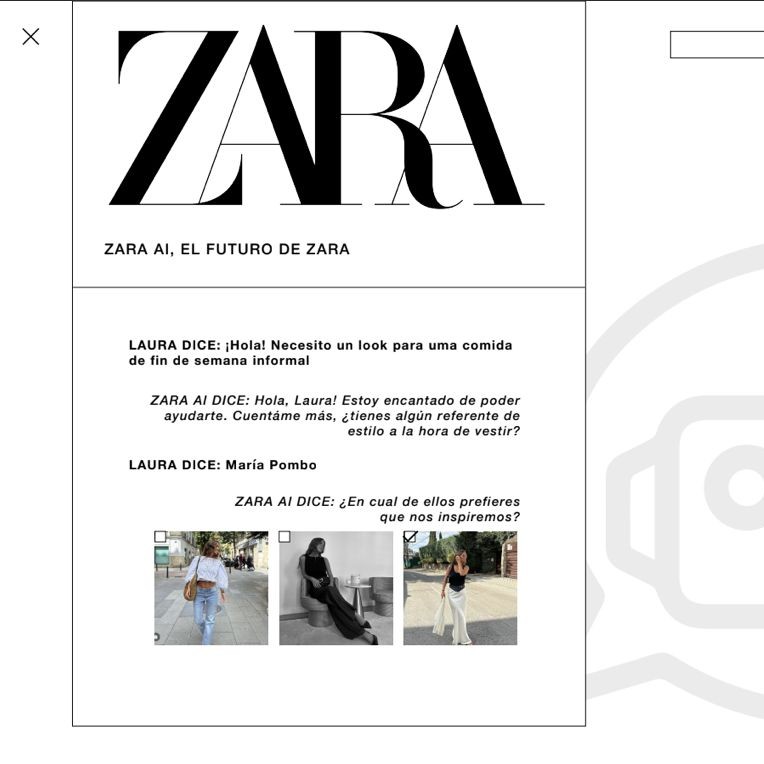 ZARA
ZARA AI, EL FUTURO DE ZARA
LAURA DICE: ¡Hola! Necesito un look para uma comida
de fin de semana informal
ZARA AI DICE: Hola, Laura! Estoy encantado de poder
ayudarte. Cuentáme más, ¿tienes algún referente de
estilo a la hora de vestir?
LAURA DICE: María Pombo
ZARA AI DICE: ¿En cual de ellos prefieres
que nos inspiremos?